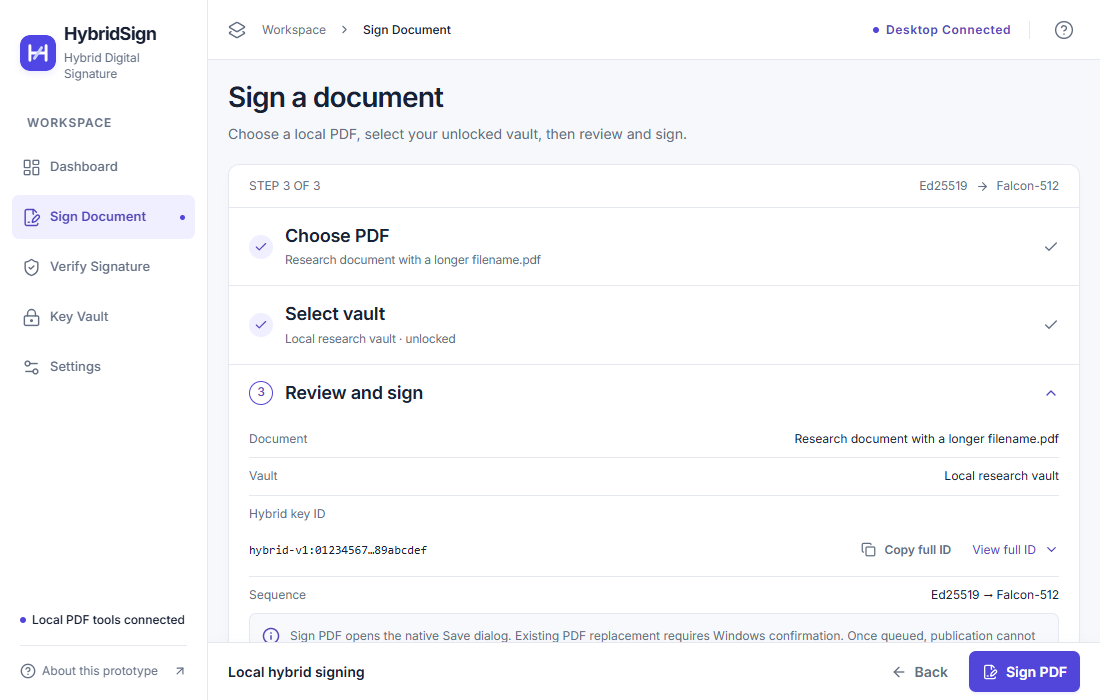 HybridSign
Hybrid Digital
Signature
WORKSPACE
Dashboard
Sign Document
Verify Signature
Key Vault
Settings
Local PDF tools connected
About this prototype
Workspace > Sign Document
Desktop Connected
Sign a document
Choose a local PDF, select your unlocked vault, then review and sign.
STEP 3 OF 3
Ed25519 → Falcon-512
Choose PDF
Research document with a longer filename.pdf
Select vault
Local research vault · unlocked
3 Review and sign
Document Research document with a longer filename.pdf
Vault Local research vault
Hybrid key ID
hybrid-v1:01234567…89abcdef Copy full ID View full ID
Sequence Ed25519 → Falcon-512
Sign PDF opens the native Save dialog. Existing PDF replacement requires Windows confirmation. Once queued, publication cannot
Local hybrid signing
Back
Sign PDF